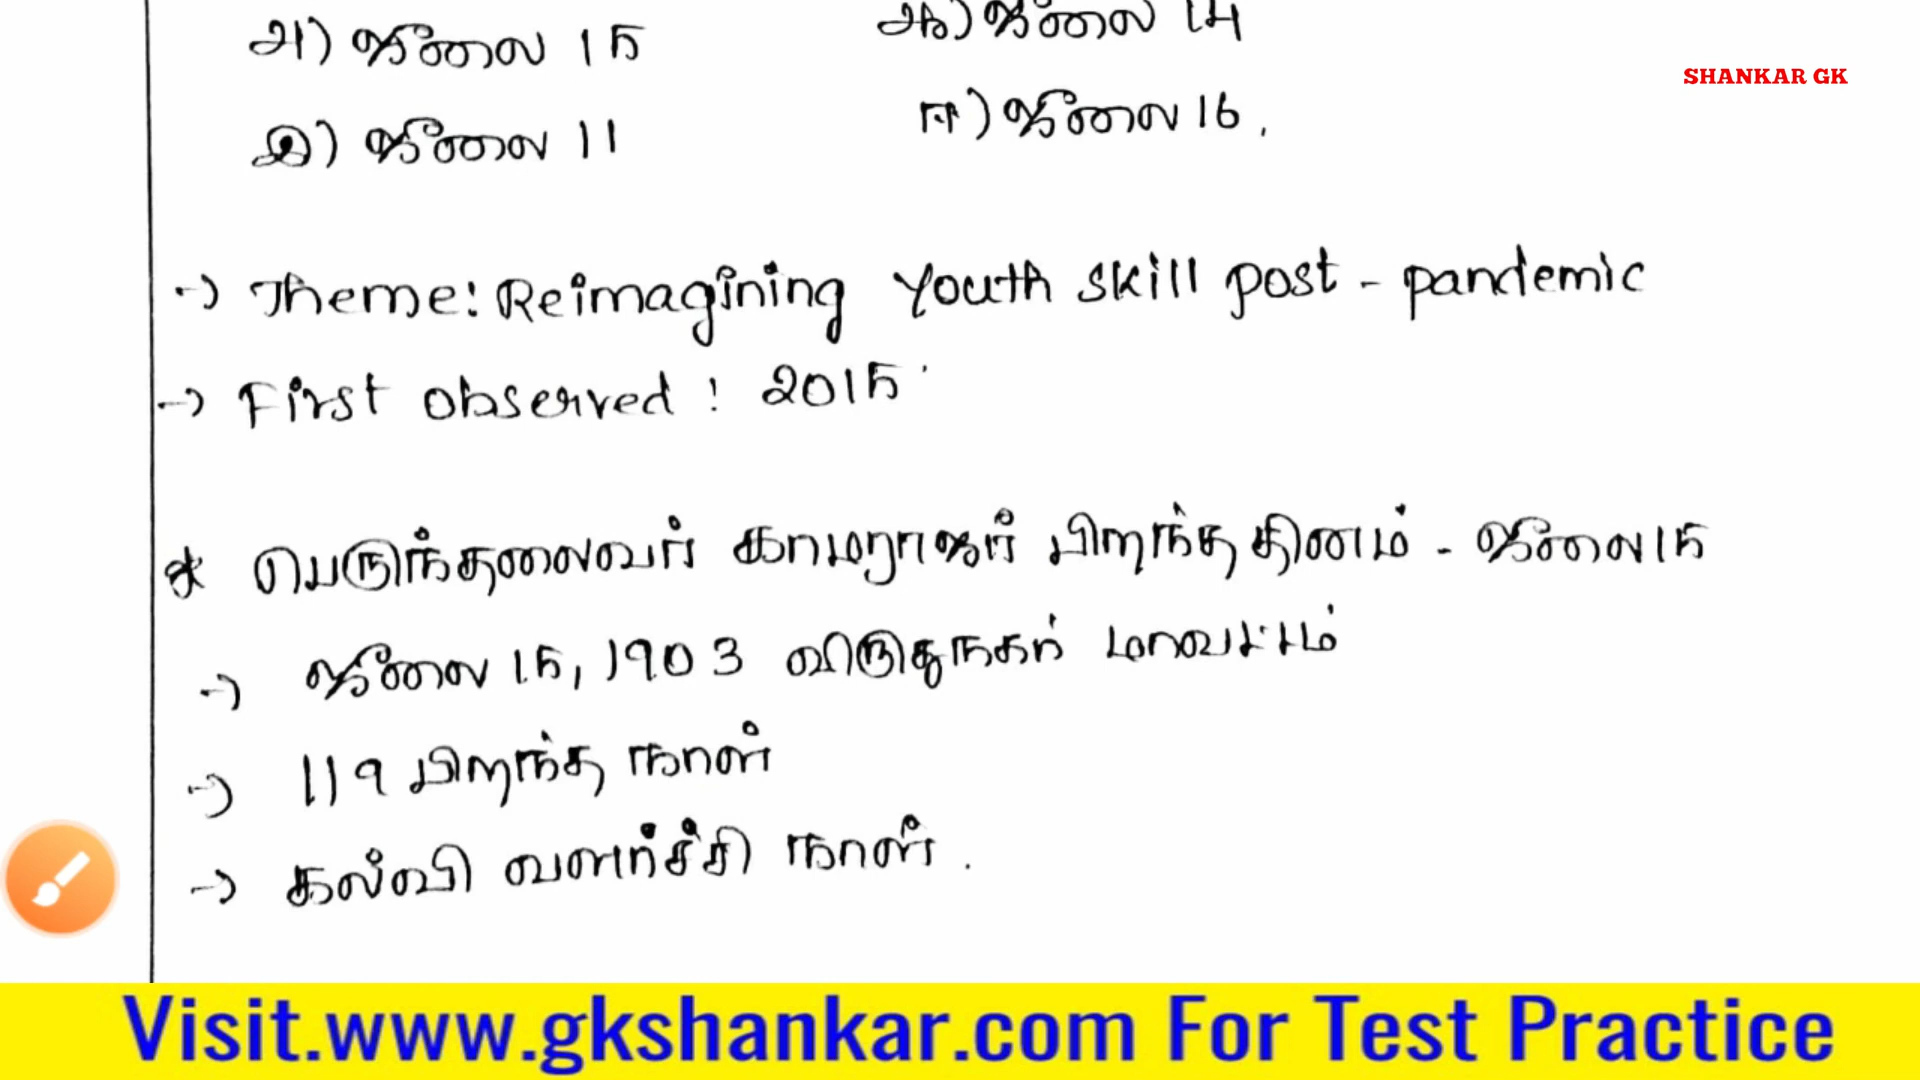 அ) ஜூலை 15 ஆ) ஜூலை 14
SHANKAR GK
இ) ஜூலை 11 ஈ) ஜூலை 16.
-> Theme: Reimagining Youth skill post - pandemic
-> First observed : 2015
* பெருந்தலைவர் காமராஜர் பிறந்த தினம் - ஜூலை 15
-> ஜூலை 15, 1903 விருதுநகர் மாவட்டம்
-> 119 பிறந்த நாள்
-> கல்வி வளர்ச்சி நாள்.
Visit.www.gkshankar.com For Test Practice